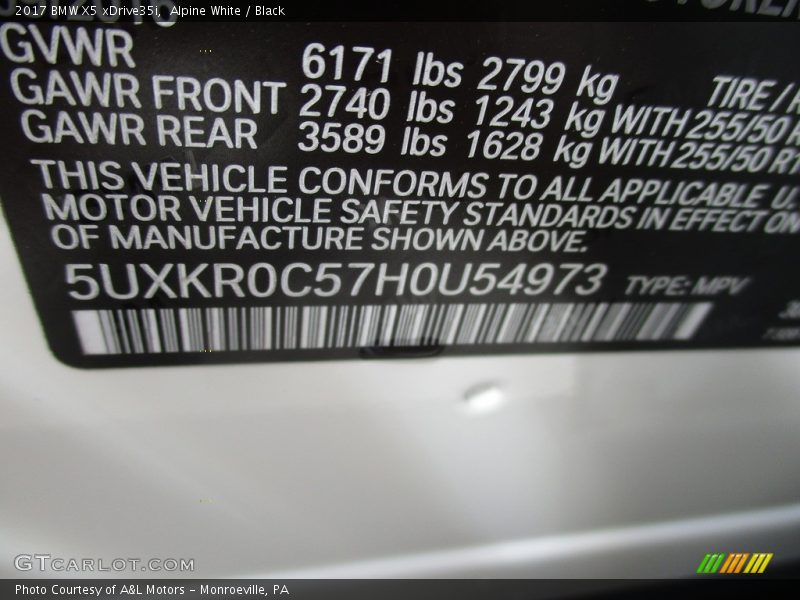 2017 BMW X5 xDrive35i, Alpine White / Black
GVWR 6171 lbs 2799 kg TIRE /
GAWR FRONT 2740 lbs 1243 kg WITH 255/50
GAWR REAR 3589 lbs 1628 kg WITH 255/50 R1
THIS VEHICLE CONFORMS TO ALL APPLICABLE U.
MOTOR VEHICLE SAFETY STANDARDS IN EFFECT ON
OF MANUFACTURE SHOWN ABOVE.
5UXKR0C57H0U54973 TYPE: MPV
GTCARLOT.COM
Photo Courtesy of A&L Motors - Monroeville, PA